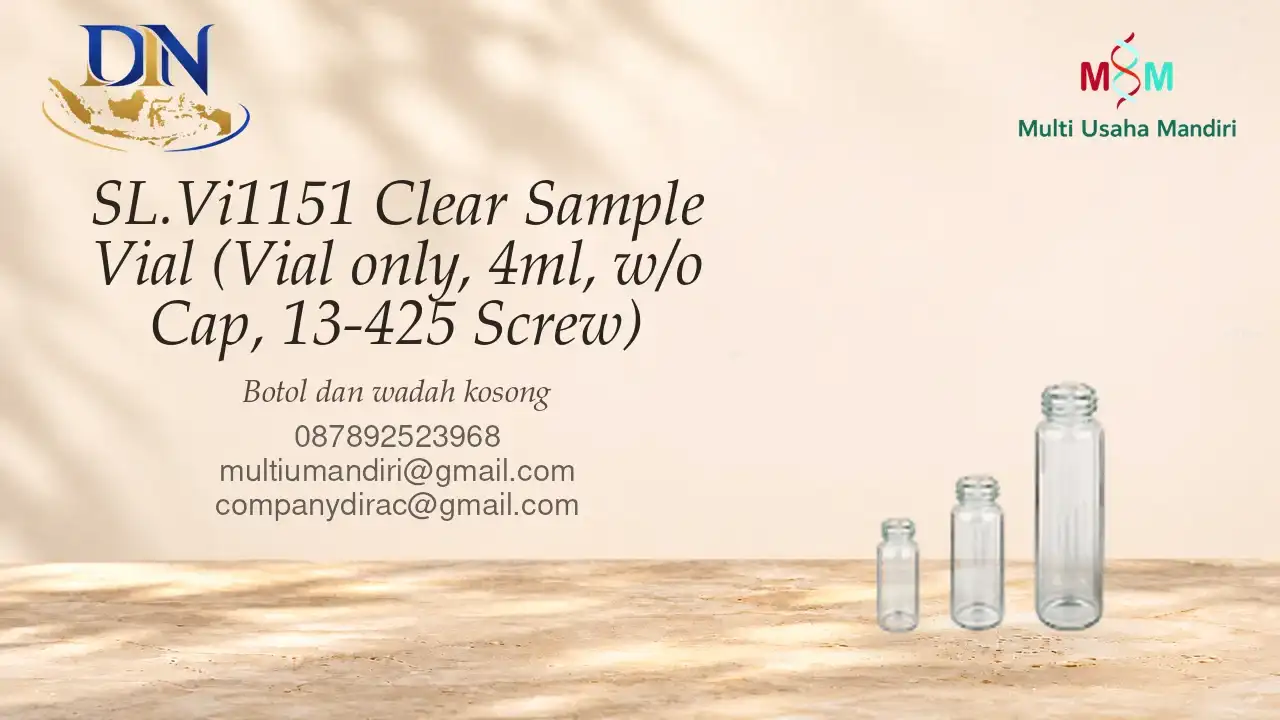 DN
MSM
Multi Usaha Mandiri
SL.Vi1151 Clear Sample
Vial (Vial only, 4ml, w/o
Cap, 13-425 Screw)
Botol dan wadah kosong
087892523968
multiumandiri@gmail.com
companydirac@gmail.com